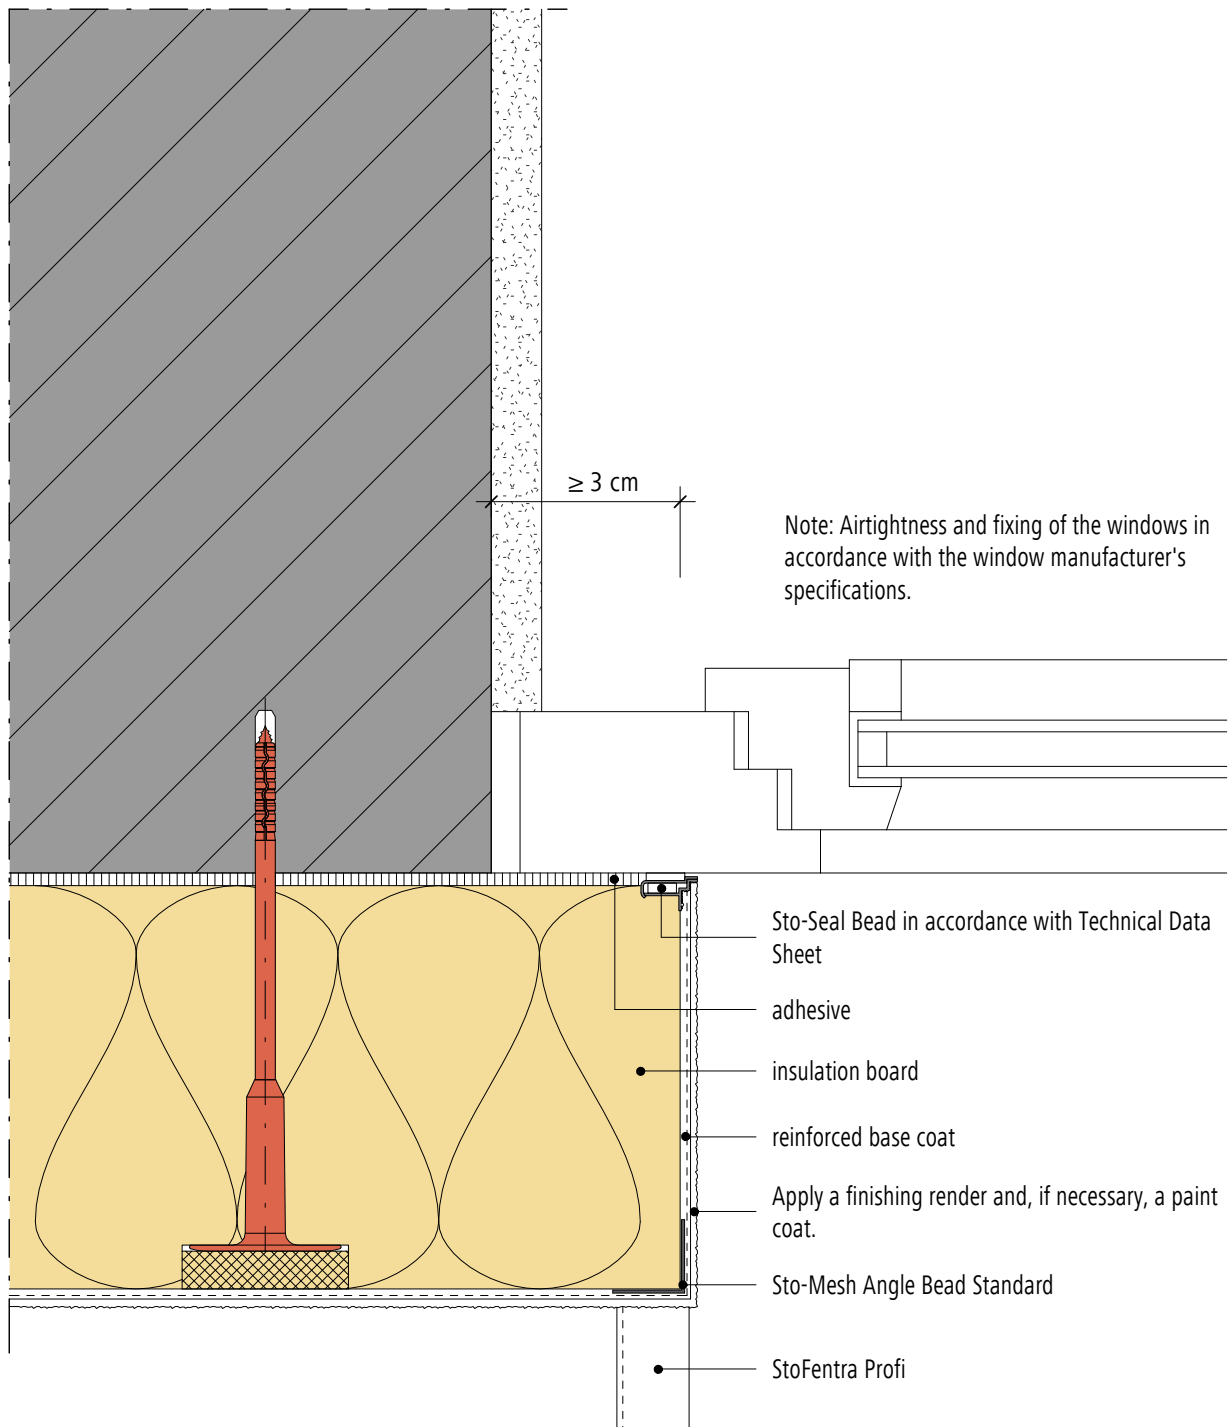 ≥ 3 cm
Note: Airtightness and fixing of the windows in
accordance with the window manufacturer's
specifications.
Sto-Seal Bead in accordance with Technical Data
Sheet
adhesive
insulation board
reinforced base coat
Apply a finishing render and, if necessary, a paint
coat.
Sto-Mesh Angle Bead Standard
StoFentra Profi